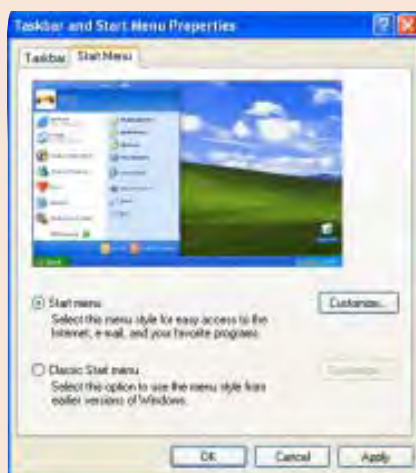 Taskbar and Start Menu Properties
Taskbar
Start Menu
Start menu
Customize...
Select this menu style for easy access to the
Internet, e-mail, and your favorite programs.
Classic Start menu
Customize...
Select this option to use the menu style from
earlier versions of Windows.
OK
Cancel
Apply